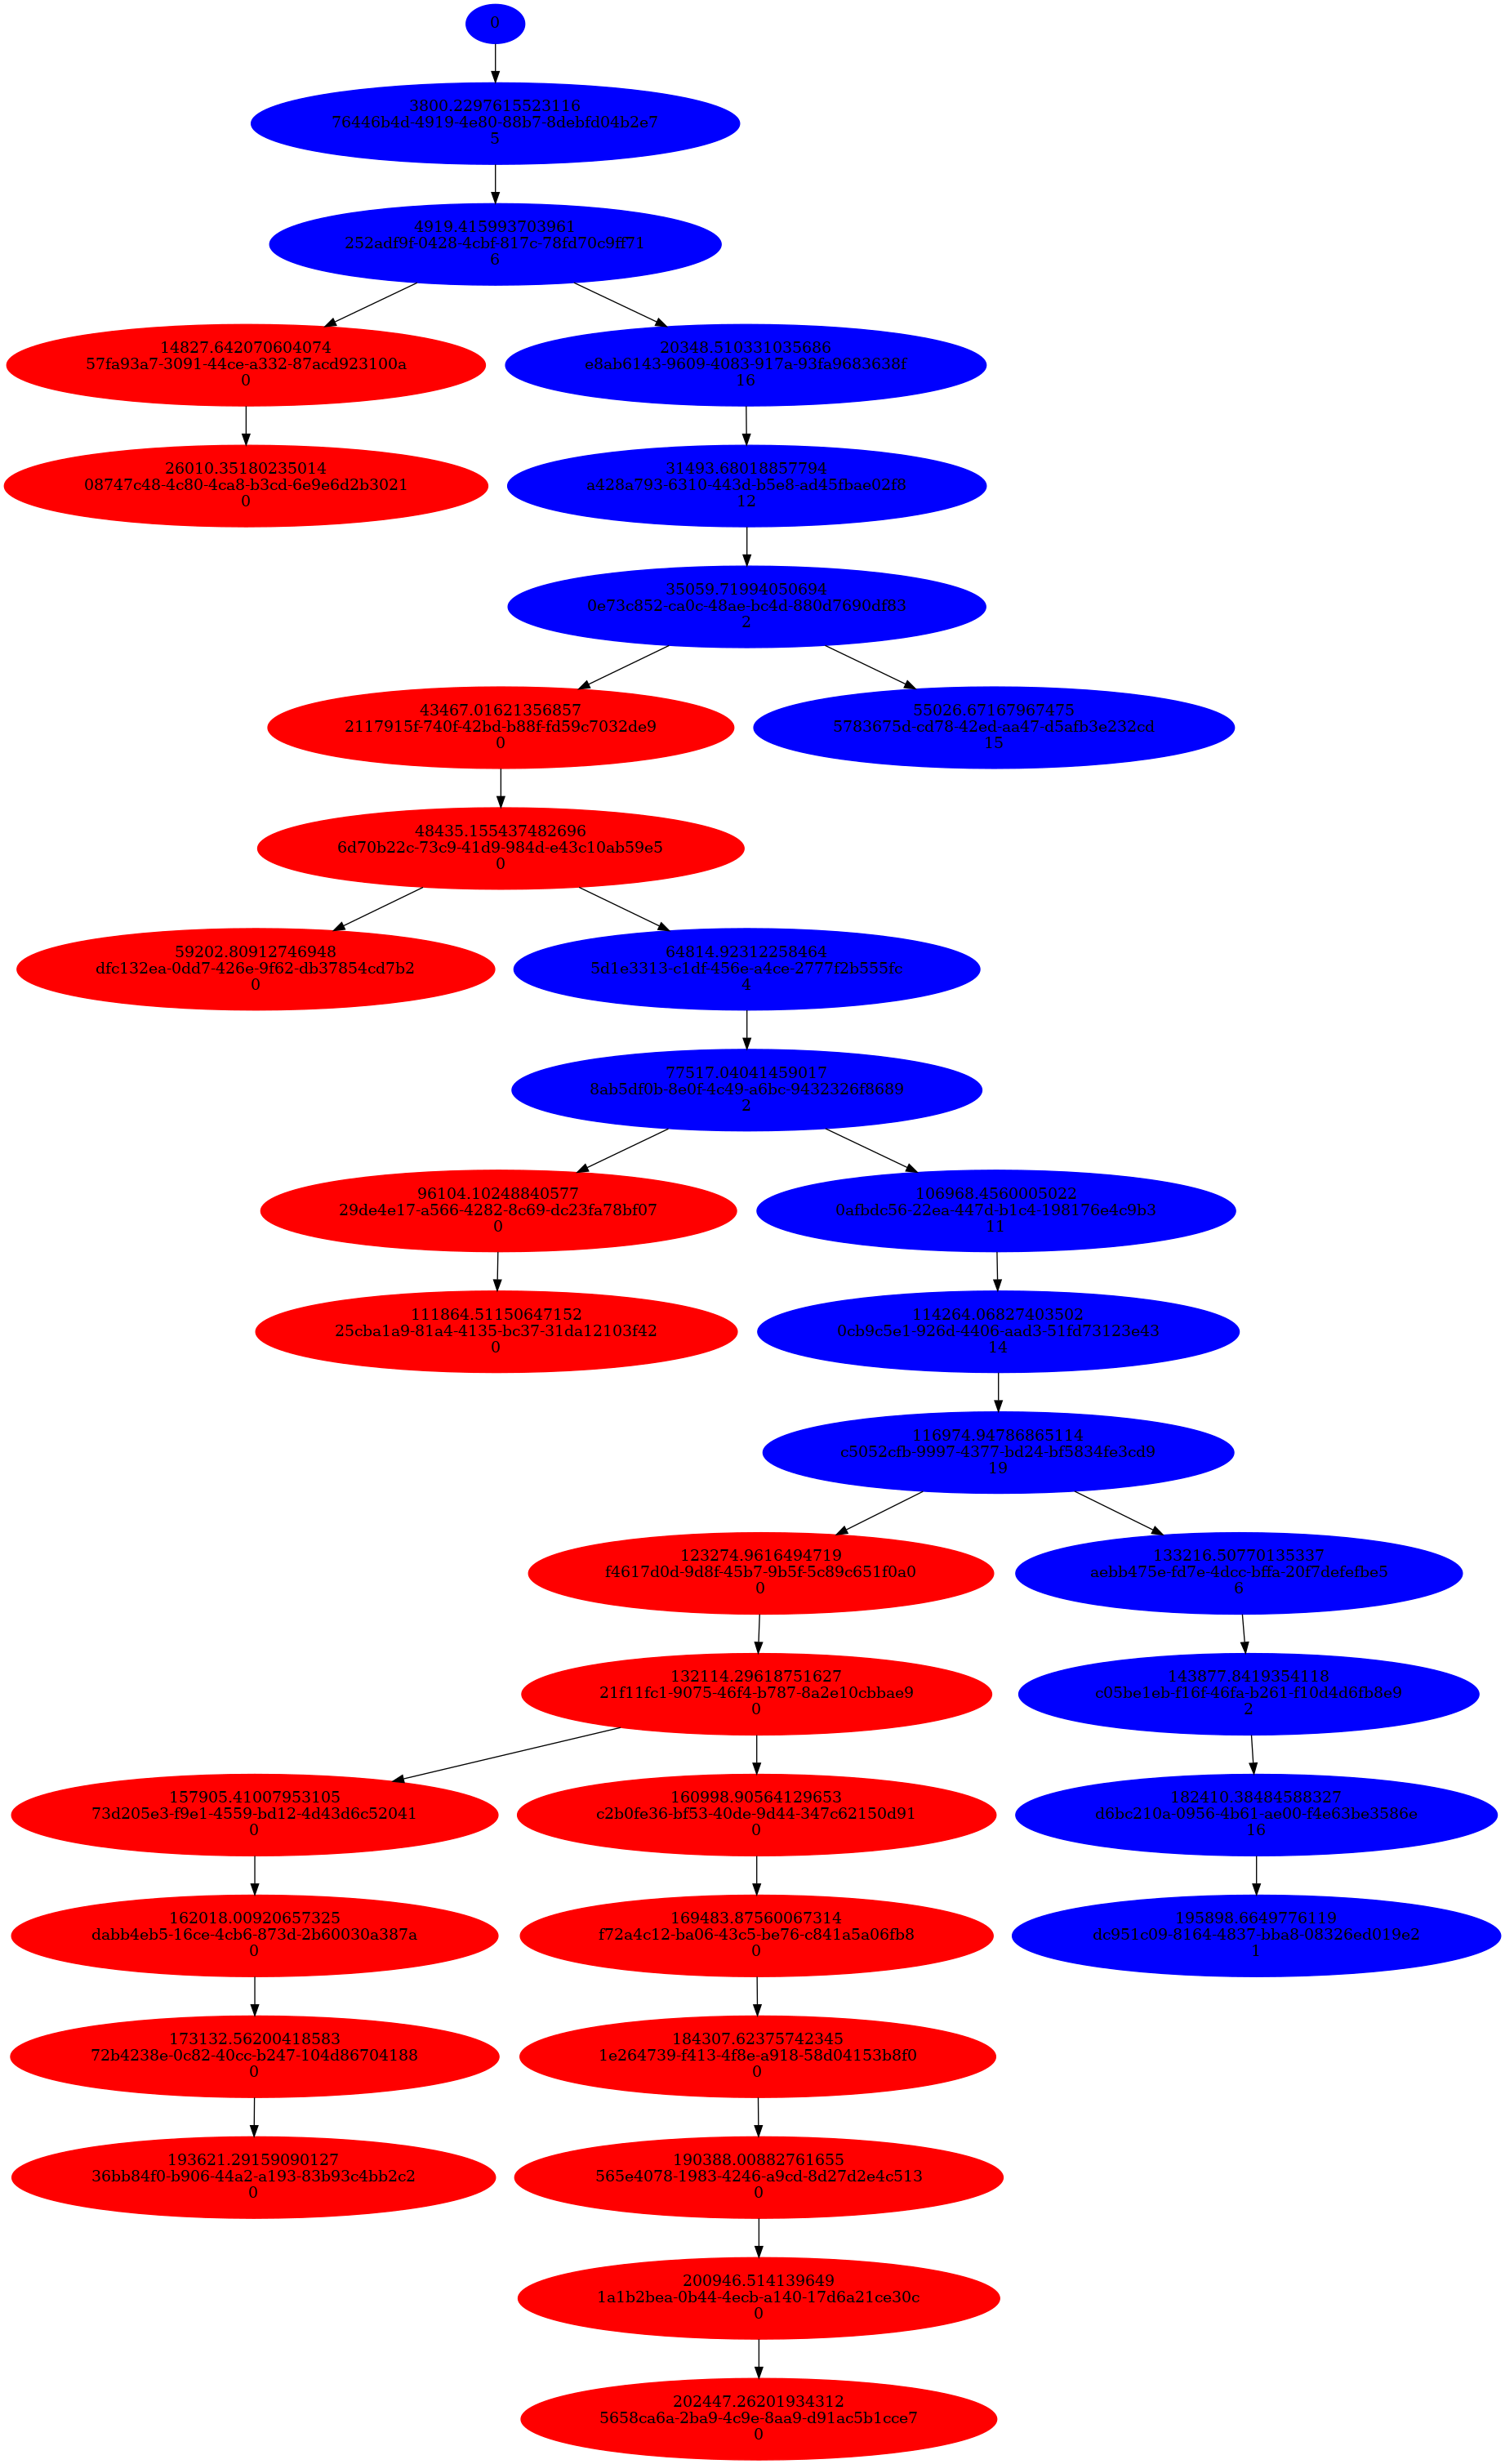 0
3800.2297615523116
76446b4d-4919-4e80-88b7-8debfd04b2e7
5
4919.415993703961
252adf9f-0428-4cbf-817c-78fd70c9ff71
6
14827.642070604074
57fa93a7-3091-44ce-a332-87acd923100a
0
20348.510331035686
e8ab6143-9609-4083-917a-93fa9683638f
16
26010.35180235014
08747c48-4c80-4ca8-b3cd-6e9e6d2b3021
0
31493.68018857794
a428a793-6310-443d-b5e8-ad45fbae02f8
12
35059.71994050694
0e73c852-ca0c-48ae-bc4d-880d7690df83
2
43467.01621356857
2117915f-740f-42bd-b88f-fd59c7032de9
0
55026.67167967475
5783675d-cd78-42ed-aa47-d5afb3e232cd
15
48435.155437482696
6d70b22c-73c9-41d9-984d-e43c10ab59e5
0
59202.80912746948
dfc132ea-0dd7-426e-9f62-db37854cd7b2
0
64814.92312258464
5d1e3313-c1df-456e-a4ce-2777f2b555fc
4
77517.04041459017
8ab5df0b-8e0f-4c49-a6bc-9432326f8689
2
96104.10248840577
29de4e17-a566-4282-8c69-dc23fa78bf07
0
106968.4560005022
0afbdc56-22ea-447d-b1c4-198176e4c9b3
11
111864.51150647152
25cba1a9-81a4-4135-bc37-31da12103f42
0
114264.06827403502
0cb9c5e1-926d-4406-aad3-51fd73123e43
14
116974.94786865114
c5052cfb-9997-4377-bd24-bf5834fe3cd9
19
123274.9616494719
f4617d0d-9d8f-45b7-9b5f-5c89c651f0a0
0
133216.50770135337
aebb475e-fd7e-4dcc-bffa-20f7defefbe5
6
132114.29618751627
21f11fc1-9075-46f4-b787-8a2e10cbbae9
0
143877.8419354118
c05be1eb-f16f-46fa-b261-f10d4d6fb8e9
2
157905.41007953105
73d205e3-f9e1-4559-bd12-4d43d6c52041
0
160998.90564129653
c2b0fe36-bf53-40de-9d44-347c62150d91
0
182410.38484588327
d6bc210a-0956-4b61-ae00-f4e63be3586e
16
162018.00920657325
dabb4eb5-16ce-4cb6-873d-2b60030a387a
0
169483.87560067314
f72a4c12-ba06-43c5-be76-c841a5a06fb8
0
195898.6649776119
dc951c09-8164-4837-bba8-08326ed019e2
1
173132.56200418583
72b4238e-0c82-40cc-b247-104d86704188
0
184307.62375742345
1e264739-f413-4f8e-a918-58d04153b8f0
0
193621.29159090127
36bb84f0-b906-44a2-a193-83b93c4bb2c2
0
190388.00882761655
565e4078-1983-4246-a9cd-8d27d2e4c513
0
200946.514139649
1a1b2bea-0b44-4ecb-a140-17d6a21ce30c
0
202447.26201934312
5658ca6a-2ba9-4c9e-8aa9-d91ac5b1cce7
0